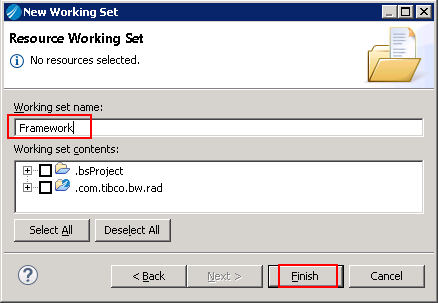 New Working Set
Resource Working Set
No resources selected.
Working set name:
Framework
Working set contents:
.bsProject
.com.tibco.bw.rad
Select All
Deselect All
< Back
Next >
Finish
Cancel